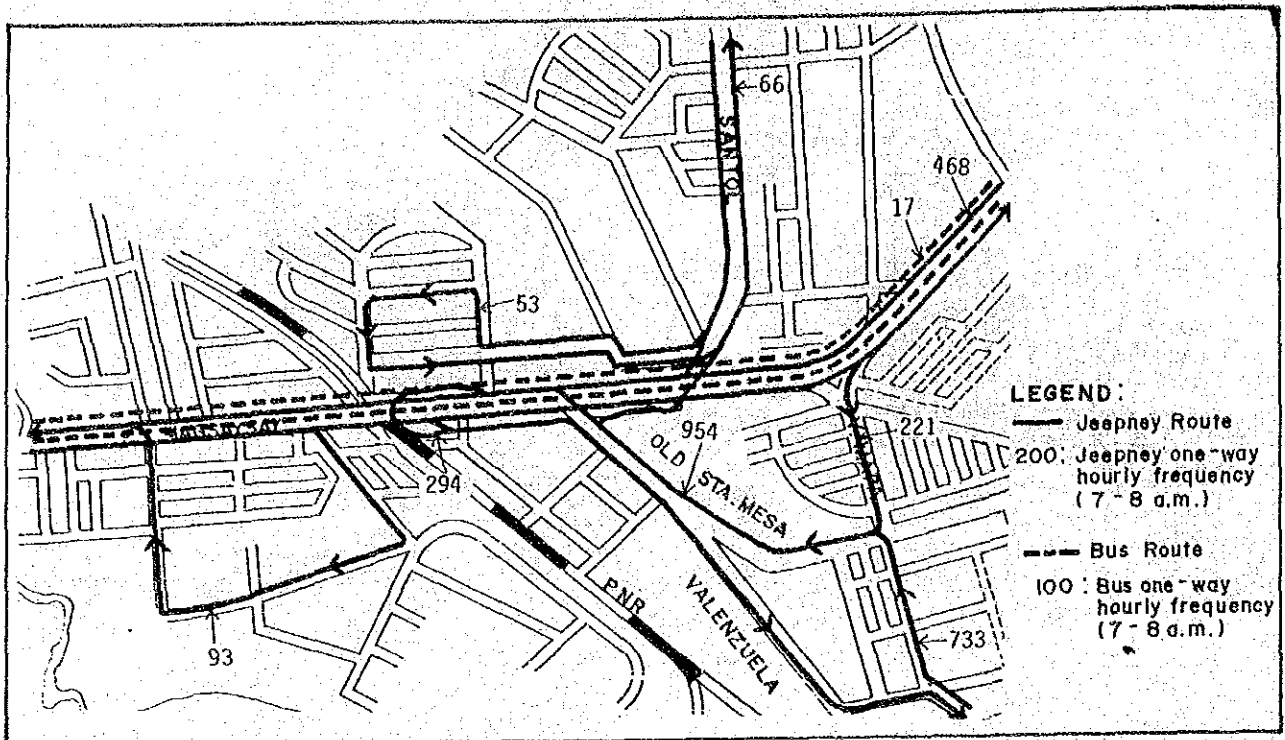 66
SANTOL
468
17
53
954
221
OLD STA. MESA
294
PNR
VALENZUELA
93
733
LEGEND:
Jeepney Route
200: Jeepney one-way
hourly frequency
(7-8 a.m.)
Bus Route
100: Bus one-way
hourly frequency
(7-8 a.m.)